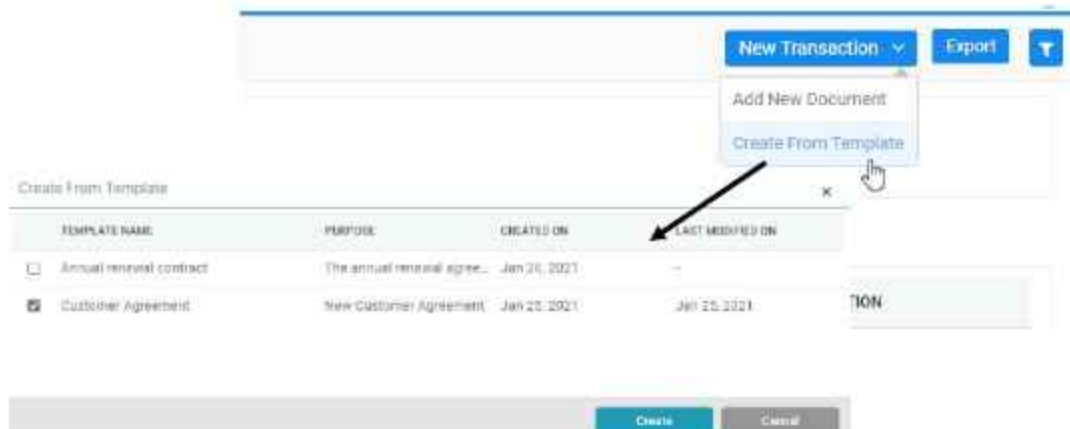 New Transaction Export
Add New Document
Create From Template
Create From Template
TEMPLATE NAME PURPOSE CREATED ON LAST MODIFIED ON
Annual renewal contract The annual renewal agree... Jan 26, 2021 --
Customer Agreement New Customer Agreement Jan 25, 2021 Jan 25, 2021
TION
Create Cancel